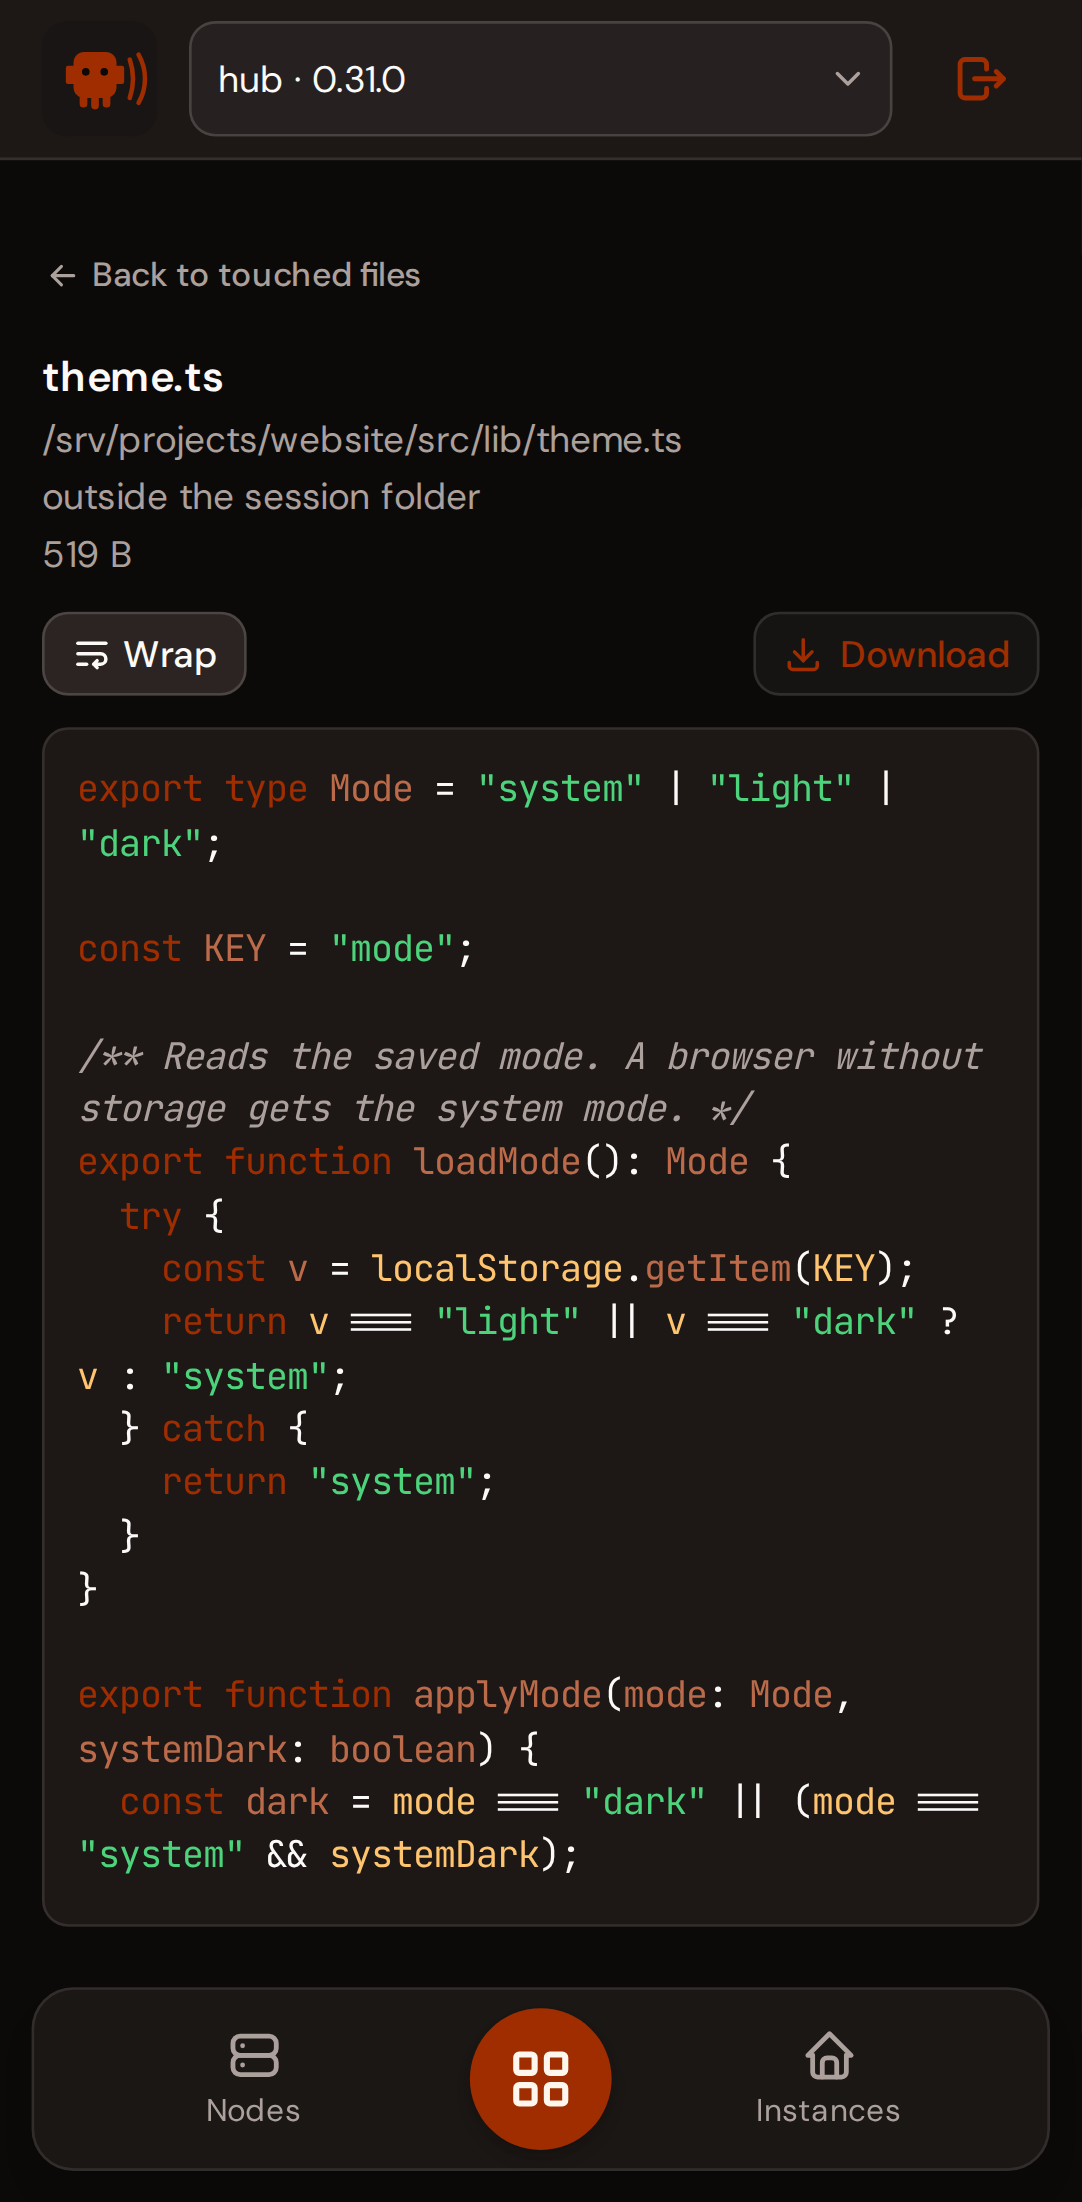 hub · 0.31.0
Back to touched files
theme.ts
/srv/projects/website/src/lib/theme.ts
outside the session folder
519 B
Wrap
Download
export type Mode = "system" | "light" |
"dark";
const KEY = "mode";
/** Reads the saved mode. A browser without
storage gets the system mode. */
export function loadMode(): Mode {
  try {
    const v = localStorage.getItem(KEY);
    return v === "light" || v === "dark" ?
v : "system";
  } catch {
    return "system";
  }
}
export function applyMode(mode: Mode,
systemDark: boolean) {
  const dark = mode === "dark" || (mode ===
"system" && systemDark);
Nodes
Instances